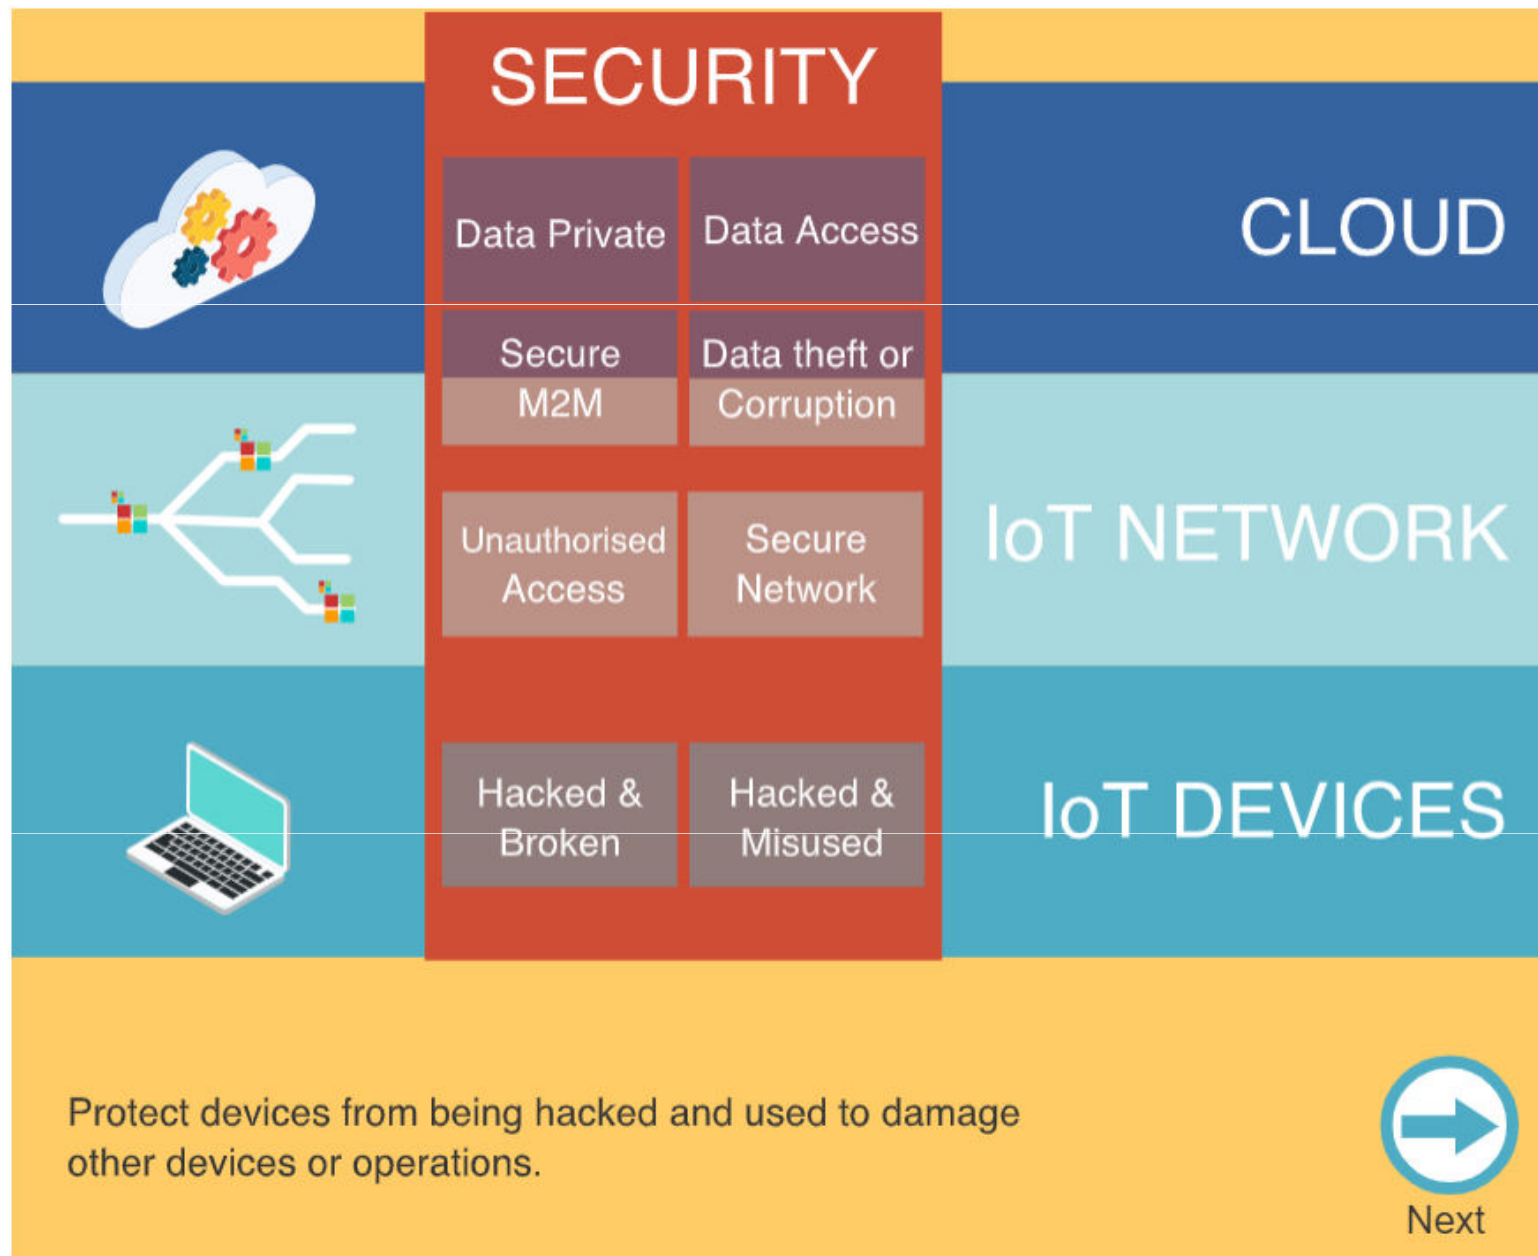 SECURITY
Data Private
Data Access
CLOUD
Secure
M2M
Data theft or
Corruption
Unauthorised
Access
Secure
Network
IoT NETWORK
Hacked &
Broken
Hacked &
Misused
IoT DEVICES
Protect devices from being hacked and used to damage
other devices or operations.
Next